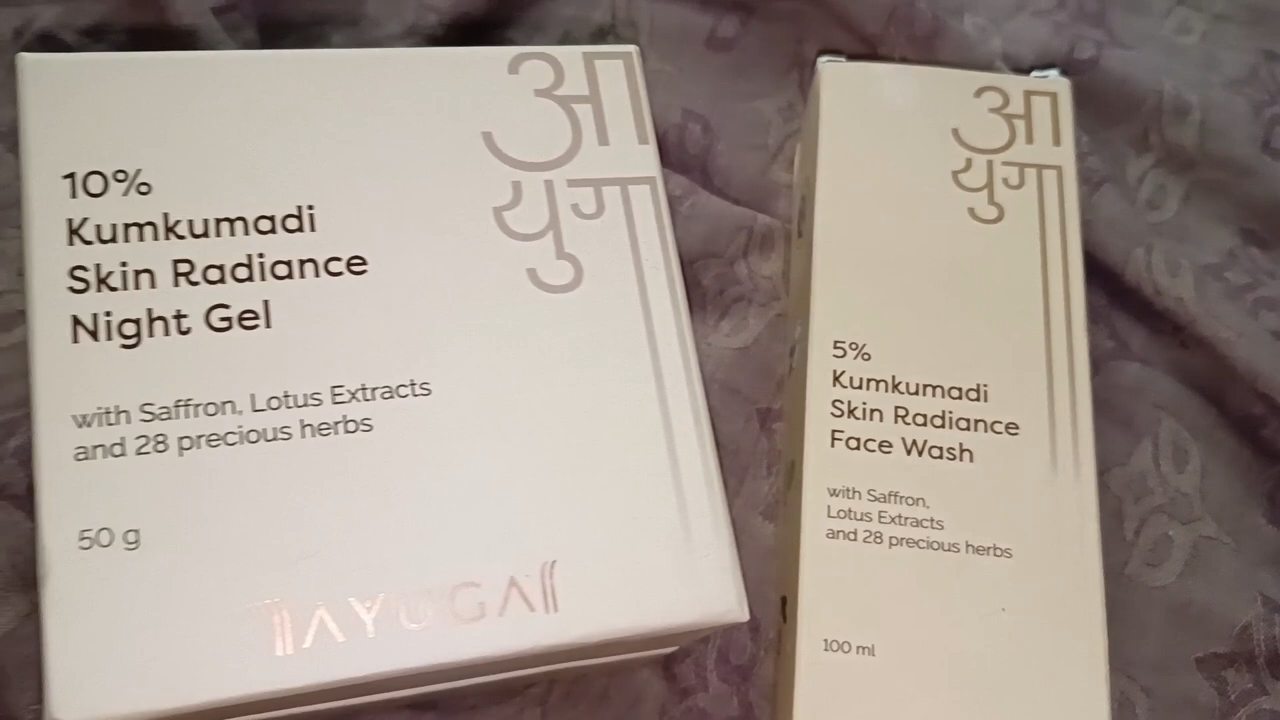 आ
युगा
10%
Kumkumadi
Skin Radiance
Night Gel
with Saffron, Lotus Extracts
and 28 precious herbs
50 g
AYUGA
आ
युगा
5%
Kumkumadi
Skin Radiance
Face Wash
with Saffron,
Lotus Extracts
and 28 precious herbs
100 ml